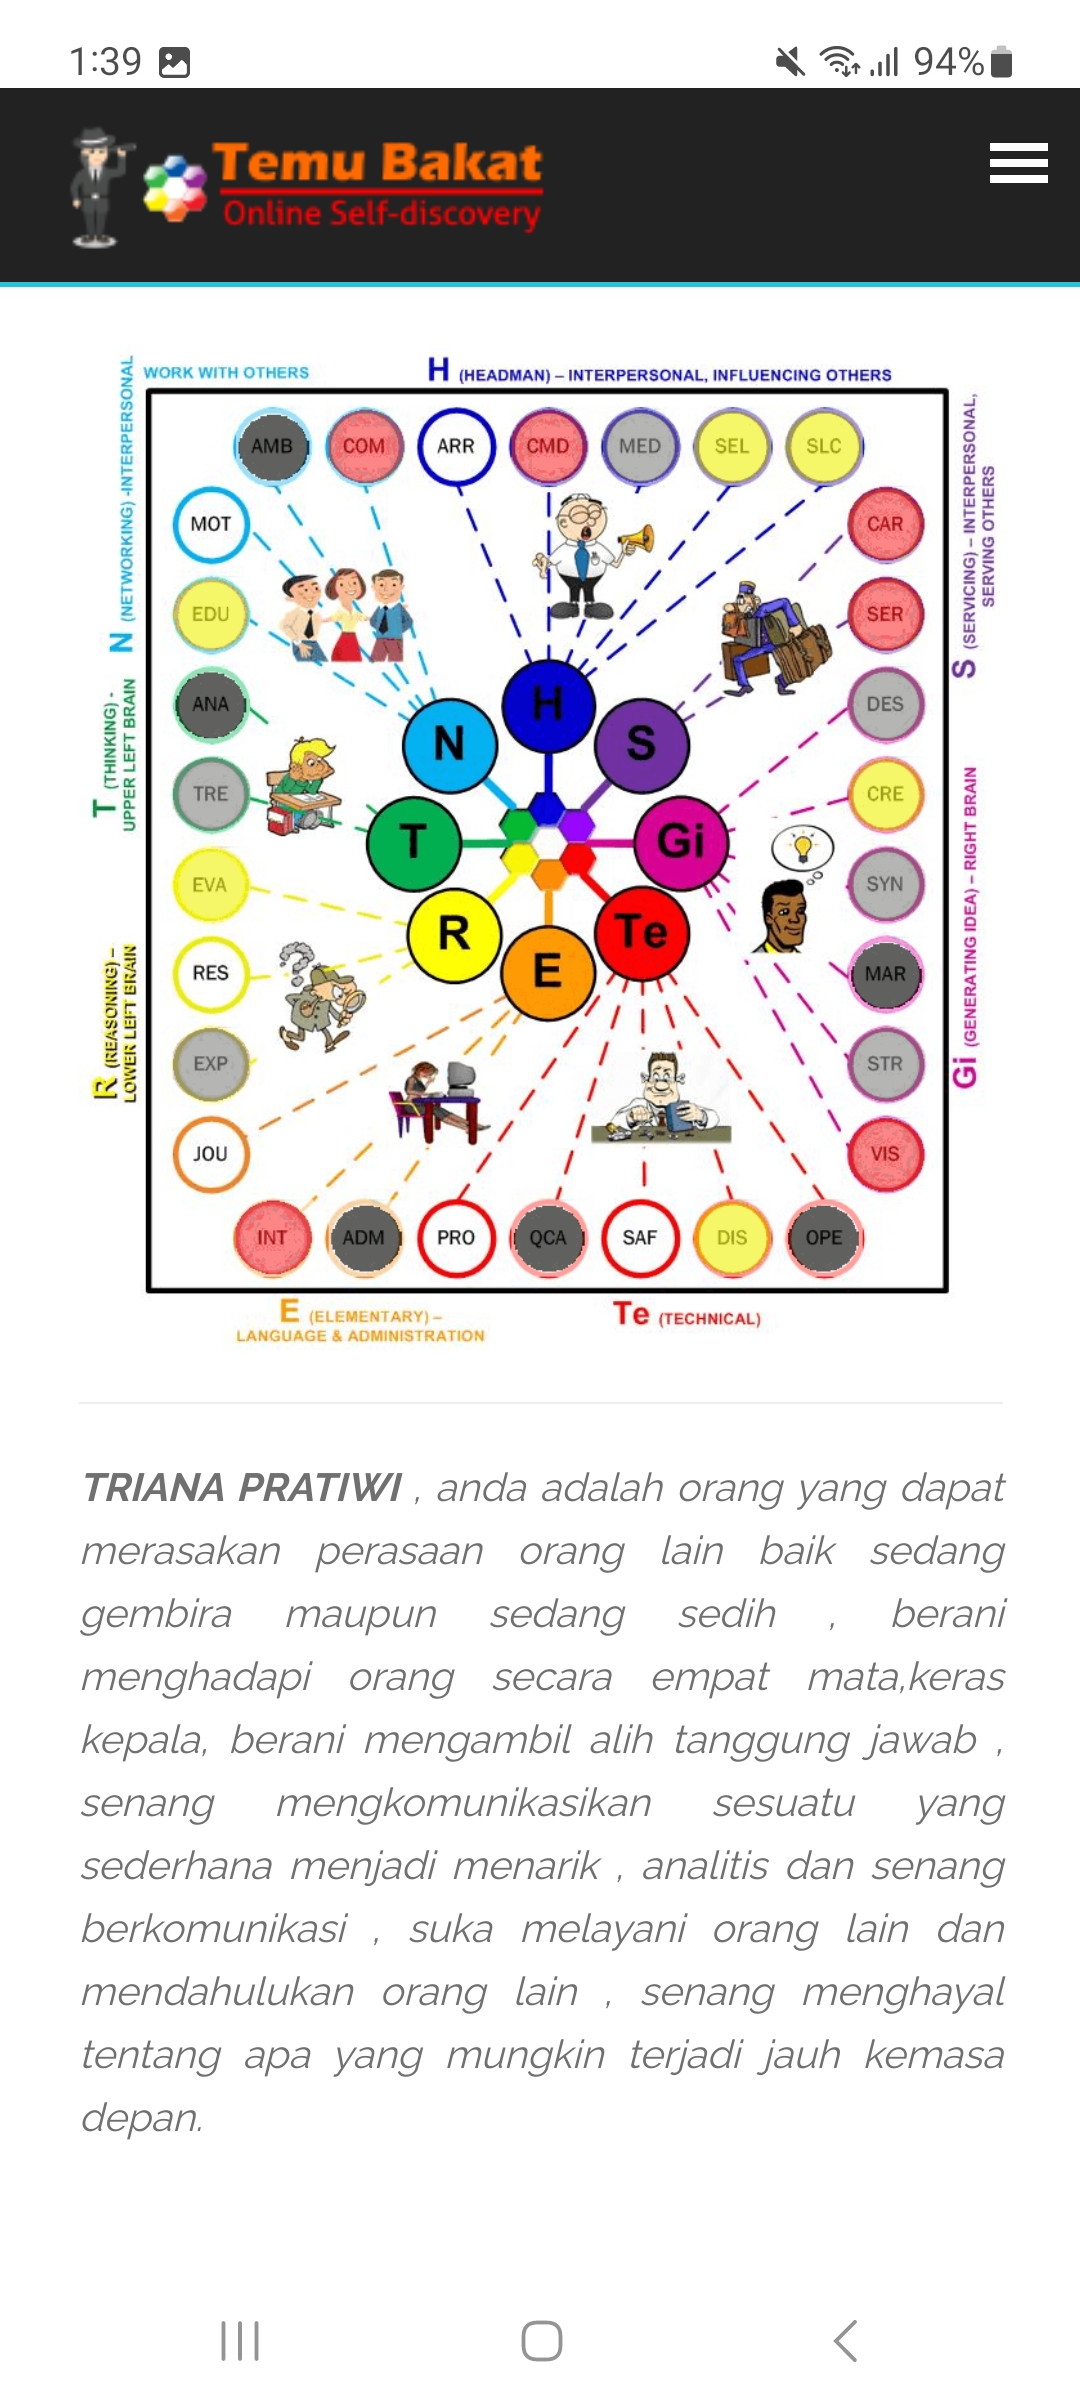 1:39
94%
Temu Bakat
Online Self-discovery
WORK WITH OTHERS
H (HEADMAN) – INTERPERSONAL, INFLUENCING OTHERS
N (NETWORKING) -INTERPERSONAL
T (THINKING) -
UPPER LEFT BRAIN
R (REASONING) –
LOWER LEFT BRAIN
S (SERVICING) – INTERPERSONAL,
SERVING OTHERS
Gi (GENERATING IDEA) – RIGHT BRAIN
AMB COM ARR CMD MED SEL SLC
MOT CAR
EDU SER
ANA DES
TRE CRE
EVA SYN
RES MAR
EXP STR
JOU VIS
H
N S
T Gi
R Te
E
INT ADM PRO QCA SAF DIS OPE
E (ELEMENTARY) –
LANGUAGE & ADMINISTRATION
Te (TECHNICAL)
TRIANA PRATIWI , anda adalah orang yang dapat
merasakan perasaan orang lain baik sedang
gembira maupun sedang sedih , berani
menghadapi orang secara empat mata,keras
kepala, berani mengambil alih tanggung jawab ,
senang mengkomunikasikan sesuatu yang
sederhana menjadi menarik , analitis dan senang
berkomunikasi , suka melayani orang lain dan
mendahulukan orang lain , senang menghayal
tentang apa yang mungkin terjadi jauh kemasa
depan.